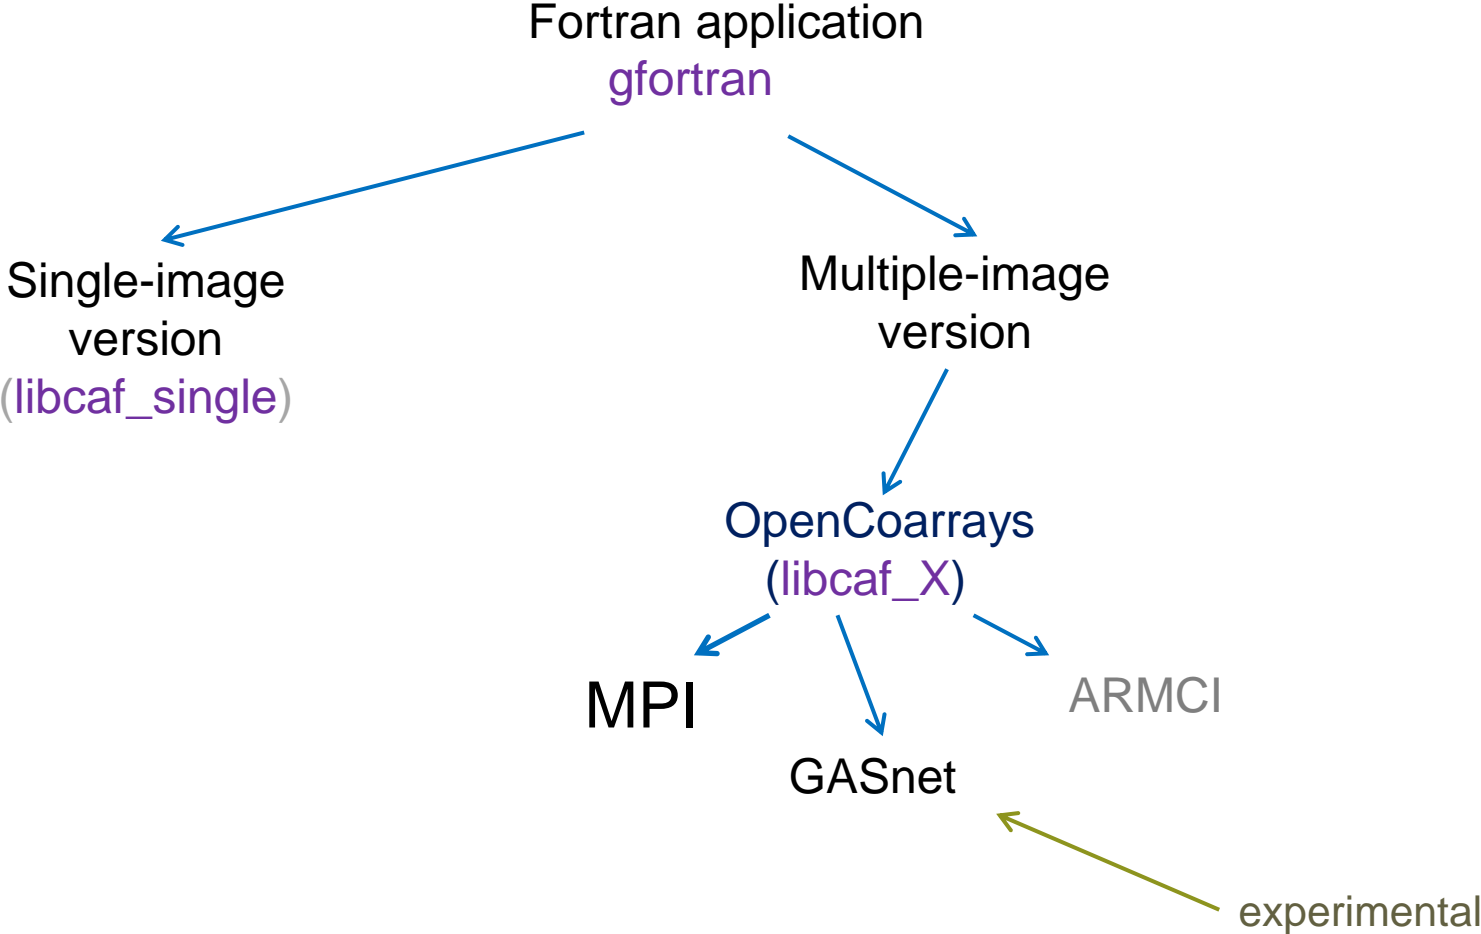 Fortran application
gfortran
Single-image
version
(libcaf_single)
Multiple-image
version
OpenCoarrays
(libcaf_X)
MPI
ARMCI
GASnet
experimental